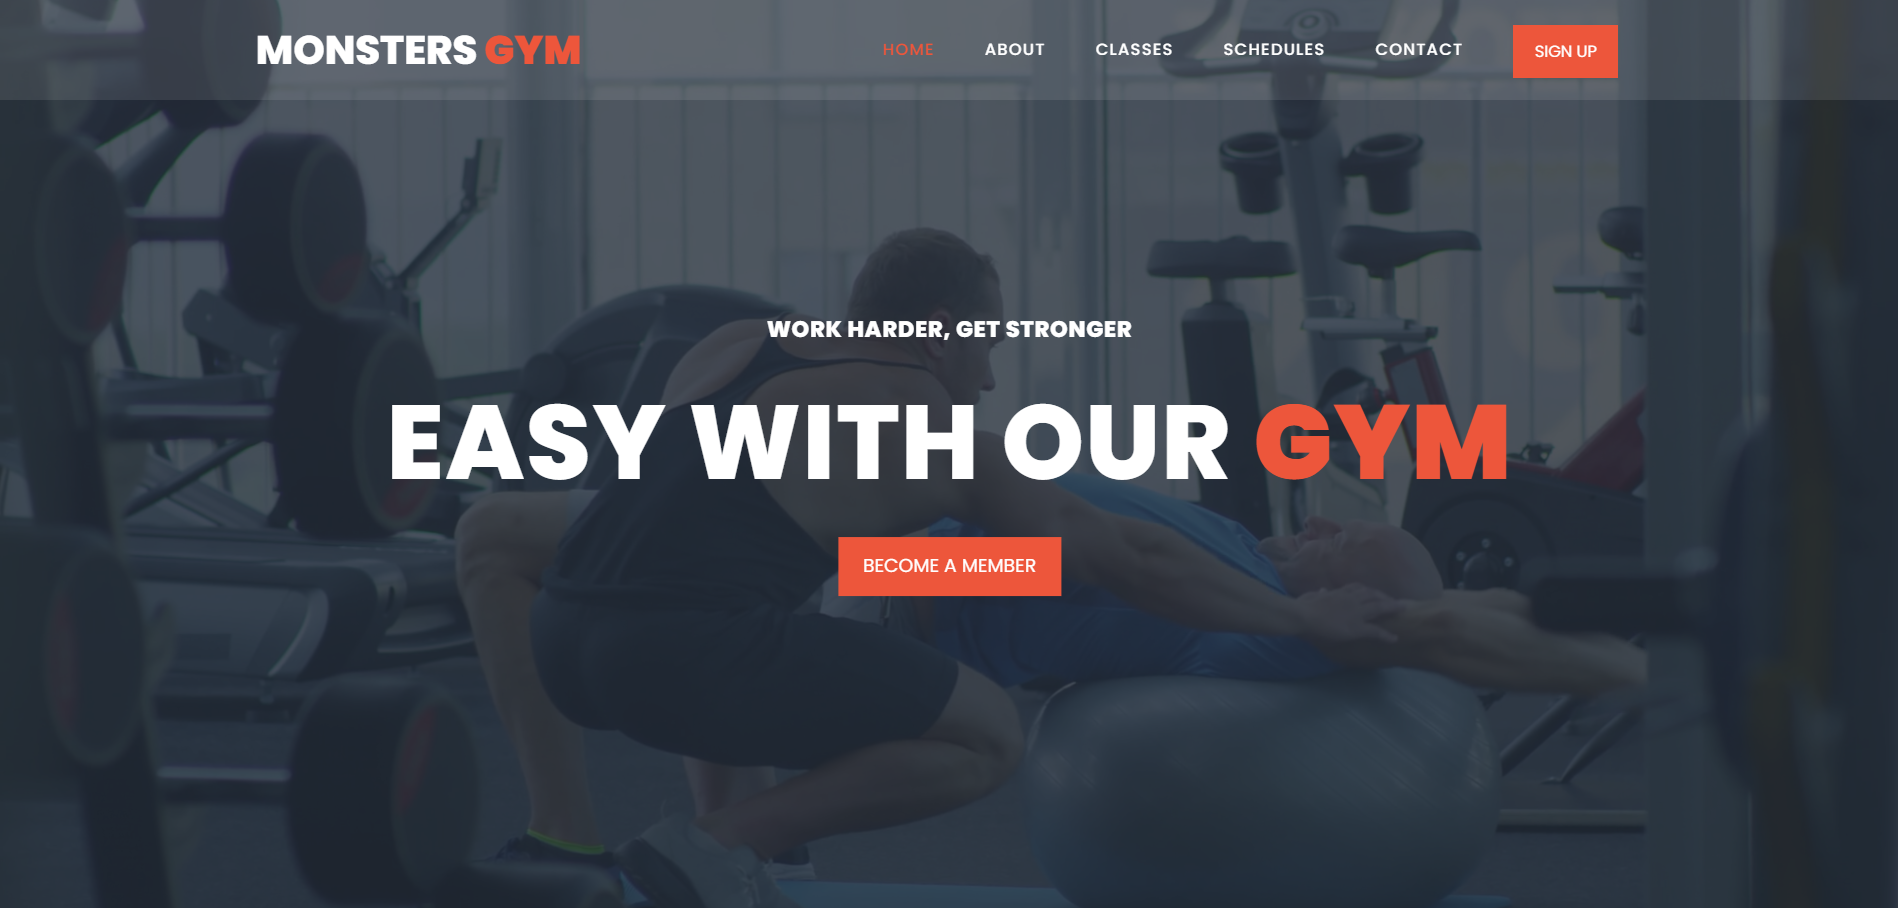 MONSTERS GYM
HOME ABOUT CLASSES SCHEDULES CONTACT SIGN UP
WORK HARDER, GET STRONGER
EASY WITH OUR GYM
BECOME A MEMBER